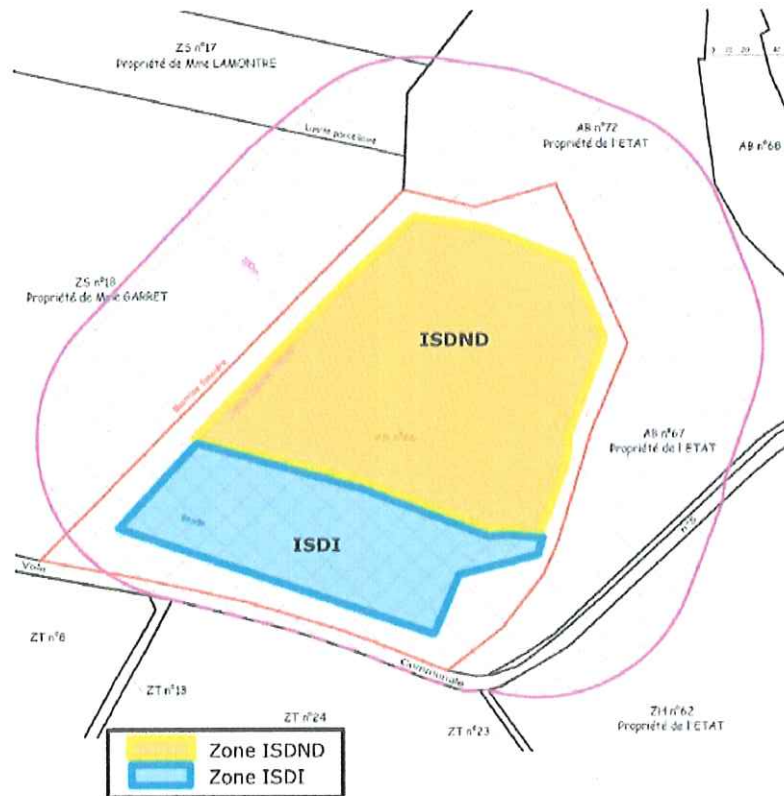 ZS n°17
Propriété de Mme LAMONTRE
AB n°72
Propriété de l'ETAT
AB n°68
ZS n°18
Propriété de Mme GARRET
ISDND
AB n°67
Propriété de l'ETAT
n°5
ISDI
Voie
Communale
ZT n°8
ZT n°13
ZT n°24
ZT n°23
ZH n°62
Propriété de l'ETAT
Zone ISDND
Zone ISDI